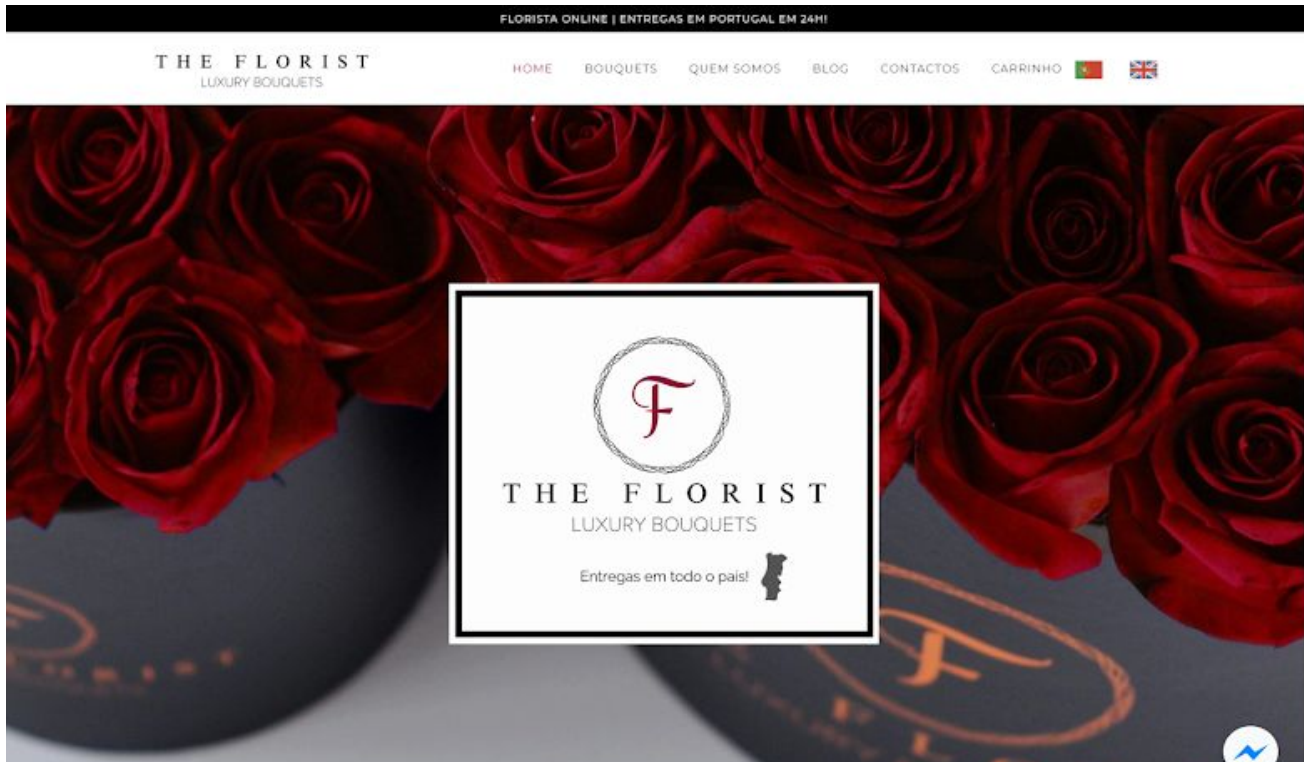 FLORISTA ONLINE | ENTREGAS EM PORTUGAL EM 24H!
THE FLORIST
LUXURY BOUQUETS
HOME BOUQUETS QUEM SOMOS BLOG CONTACTOS CARRINHO
F
THE FLORIST
LUXURY BOUQUETS
Entregas em todo o país!
F